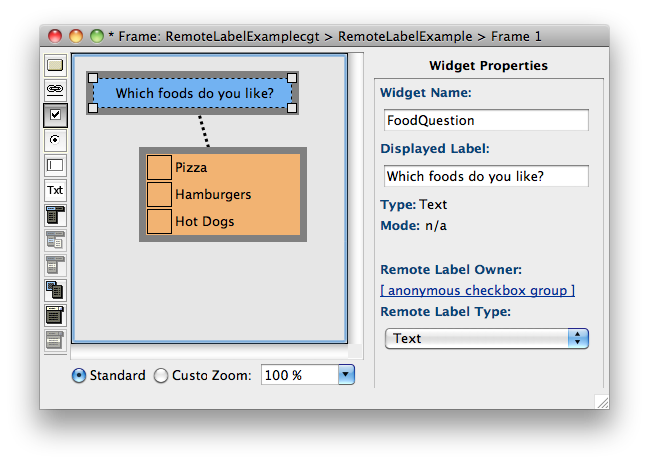 * Frame: RemoteLabelExamplecgt > RemoteLabelExample > Frame 1
Which foods do you like?
Pizza
Hamburgers
Hot Dogs
Txt
Standard Custo Zoom: 100 %
Widget Properties
Widget Name:
FoodQuestion
Displayed Label:
Which foods do you like?
Type: Text
Mode: n/a
Remote Label Owner:
[ anonymous checkbox group ]
Remote Label Type:
Text